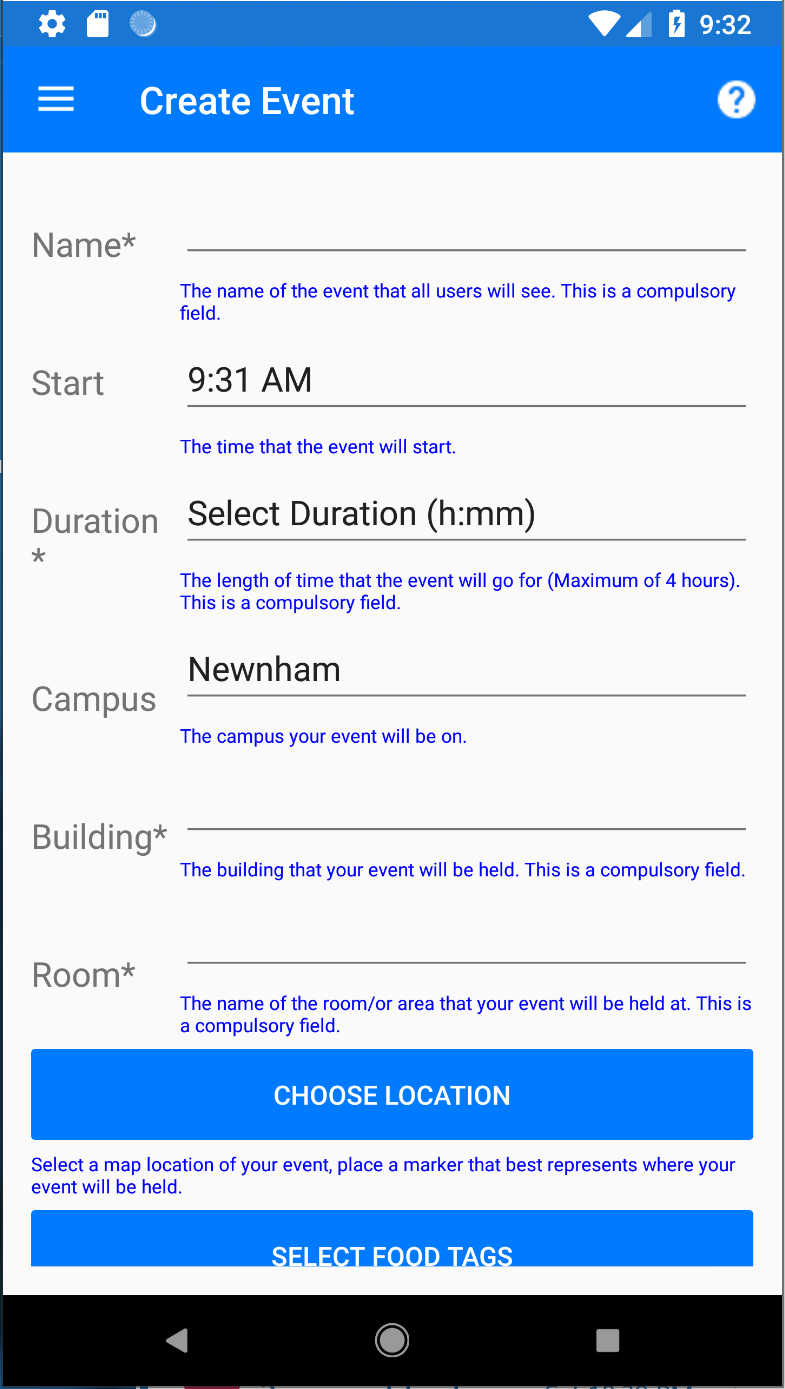 9:32
Create Event
Name*
The name of the event that all users will see. This is a compulsory
field.
Start
9:31 AM
The time that the event will start.
Duration
*
Select Duration (h:mm)
The length of time that the event will go for (Maximum of 4 hours).
This is a compulsory field.
Campus
Newnham
The campus your event will be on.
Building*
The building that your event will be held. This is a compulsory field.
Room*
The name of the room/or area that your event will be held at. This is
a compulsory field.
CHOOSE LOCATION
Select a map location of your event, place a marker that best represents where your
event will be held.
SELECT FOOD TAGS